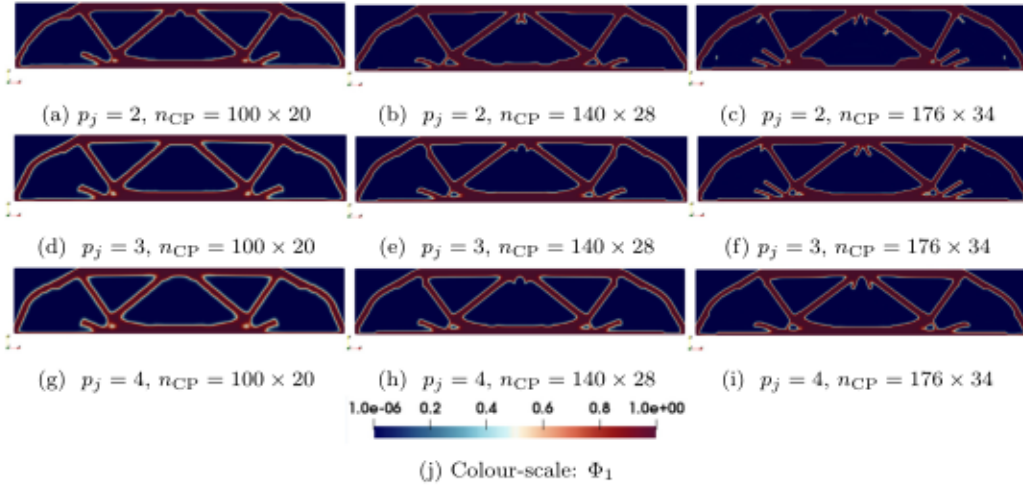 (a) p_j = 2, n_CP = 100 × 20
(b) p_j = 2, n_CP = 140 × 28
(c) p_j = 2, n_CP = 176 × 34
(d) p_j = 3, n_CP = 100 × 20
(e) p_j = 3, n_CP = 140 × 28
(f) p_j = 3, n_CP = 176 × 34
(g) p_j = 4, n_CP = 100 × 20
(h) p_j = 4, n_CP = 140 × 28
(i) p_j = 4, n_CP = 176 × 34
1.0e-06 0.2 0.4 0.6 0.8 1.0e+00
(j) Colour-scale: Φ₁